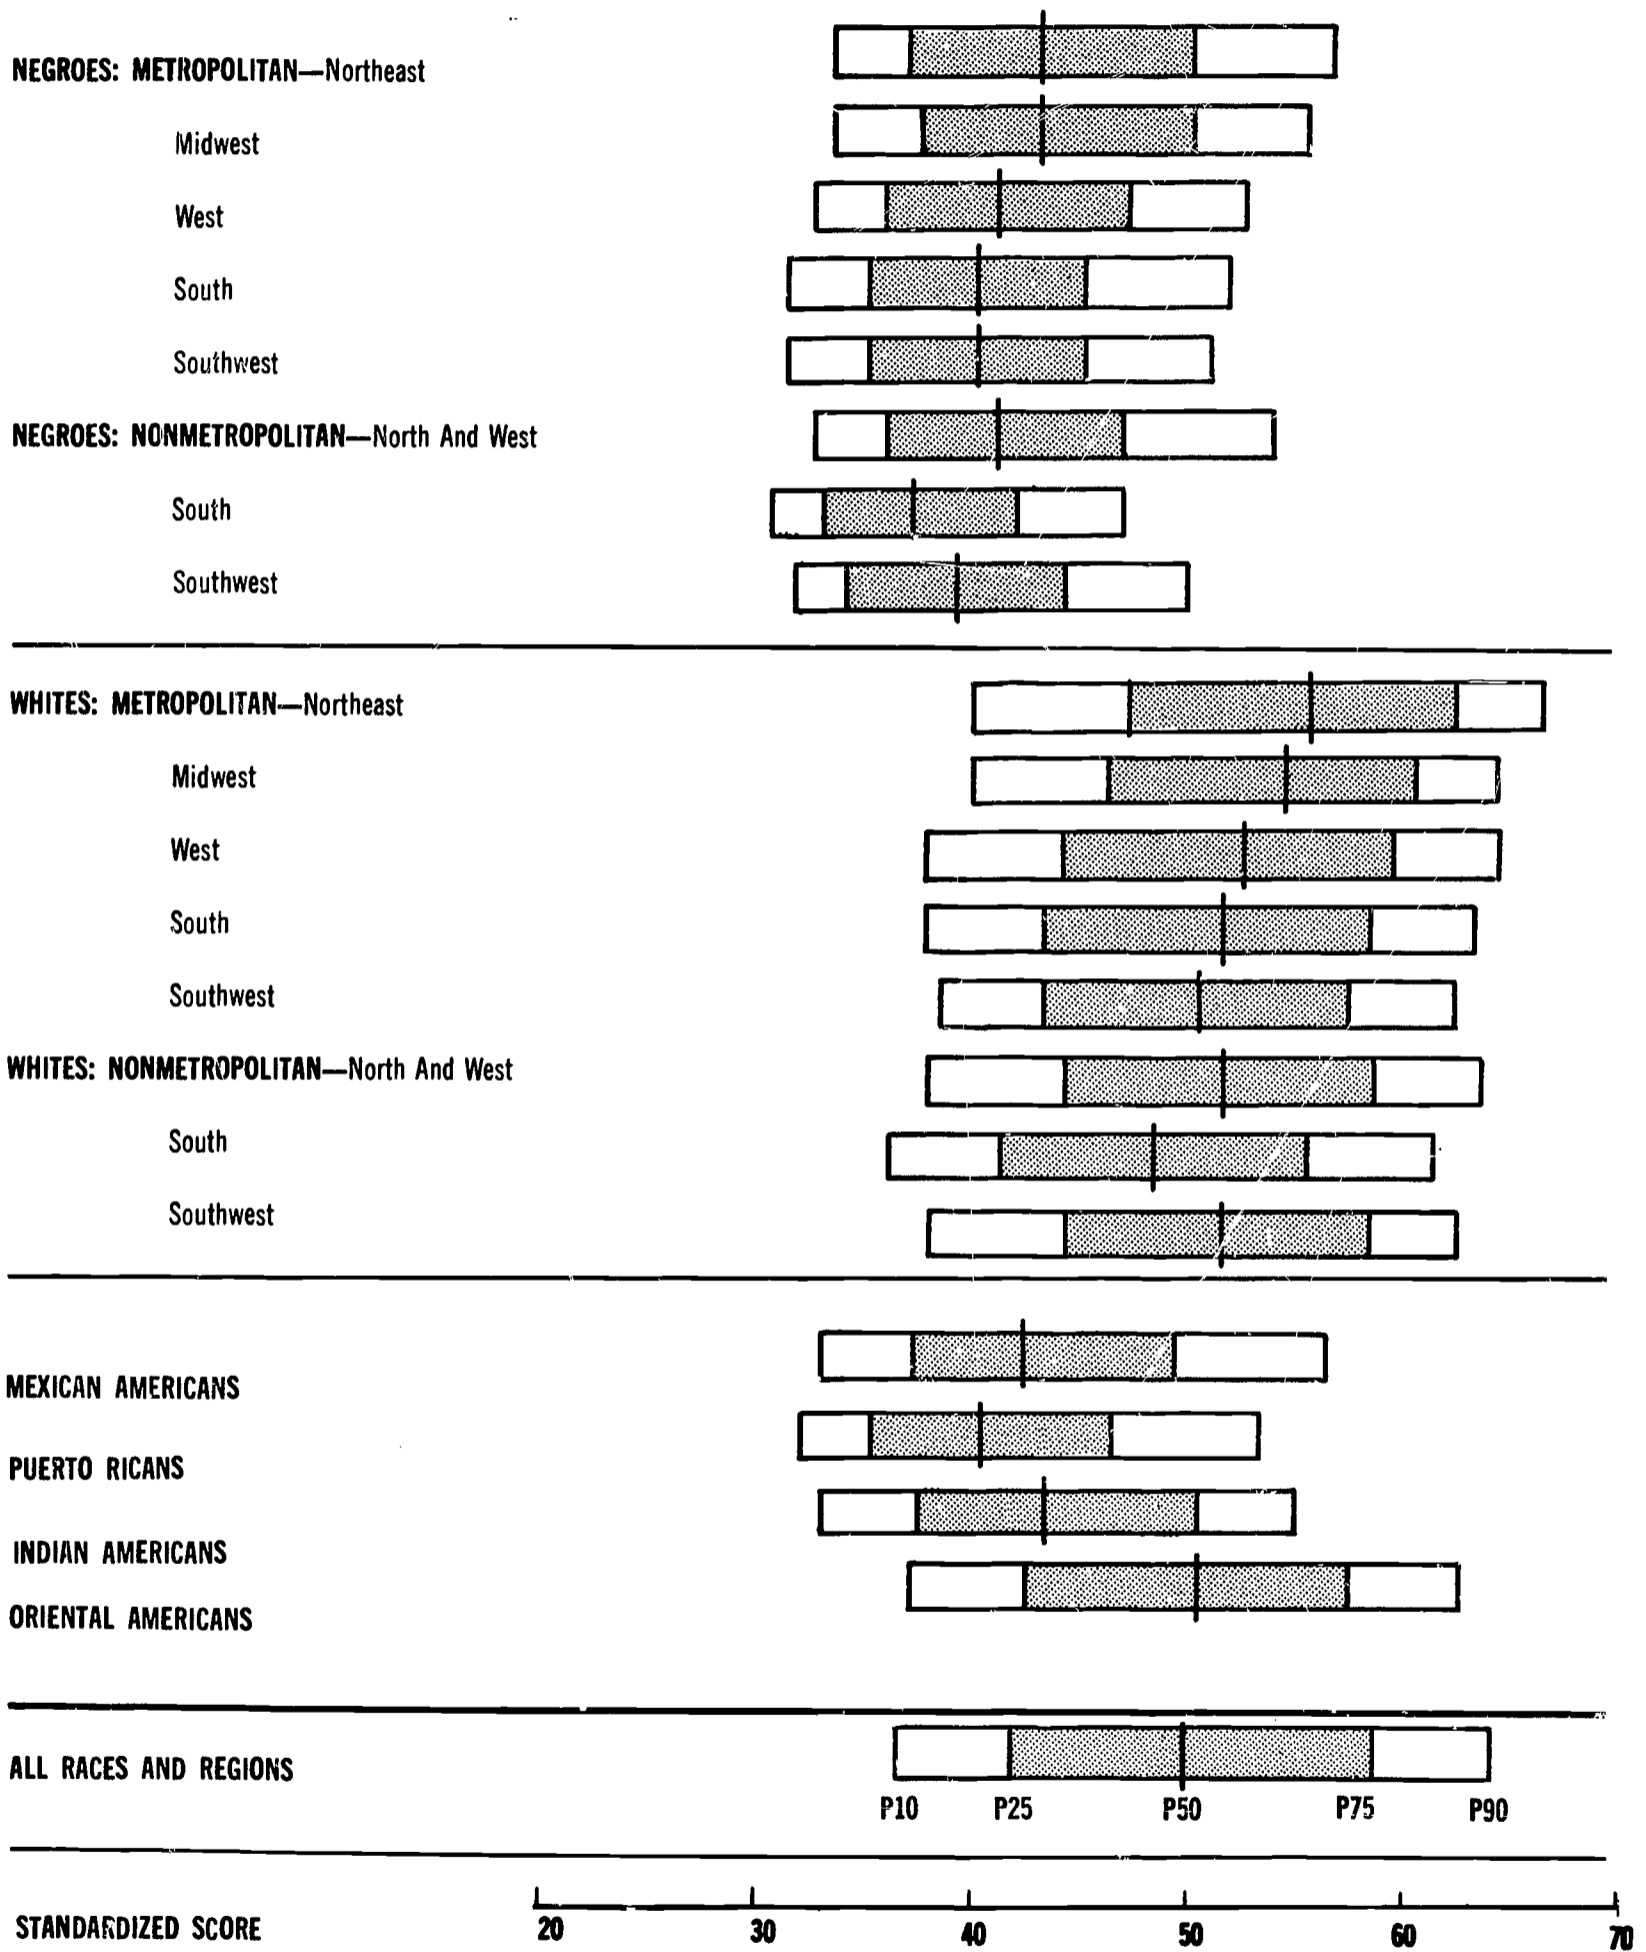 NEGROES: METROPOLITAN—Northeast
Midwest
West
South
Southwest
NEGROES: NONMETROPOLITAN—North And West
South
Southwest
WHITES: METROPOLITAN—Northeast
Midwest
West
South
Southwest
WHITES: NONMETROPOLITAN—North And West
South
Southwest
MEXICAN AMERICANS
PUERTO RICANS
INDIAN AMERICANS
ORIENTAL AMERICANS
ALL RACES AND REGIONS
P10 P25 P50 P75 P90
STANDARDIZED SCORE 20 30 40 50 60 70